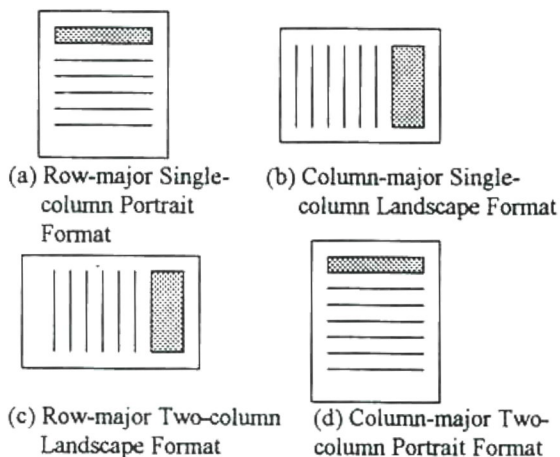 (a) Row-major Single-
column Portrait
Format
(b) Column-major Single-
column Landscape Format
(c) Row-major Two-column
Landscape Format
(d) Column-major Two-
column Portrait Format